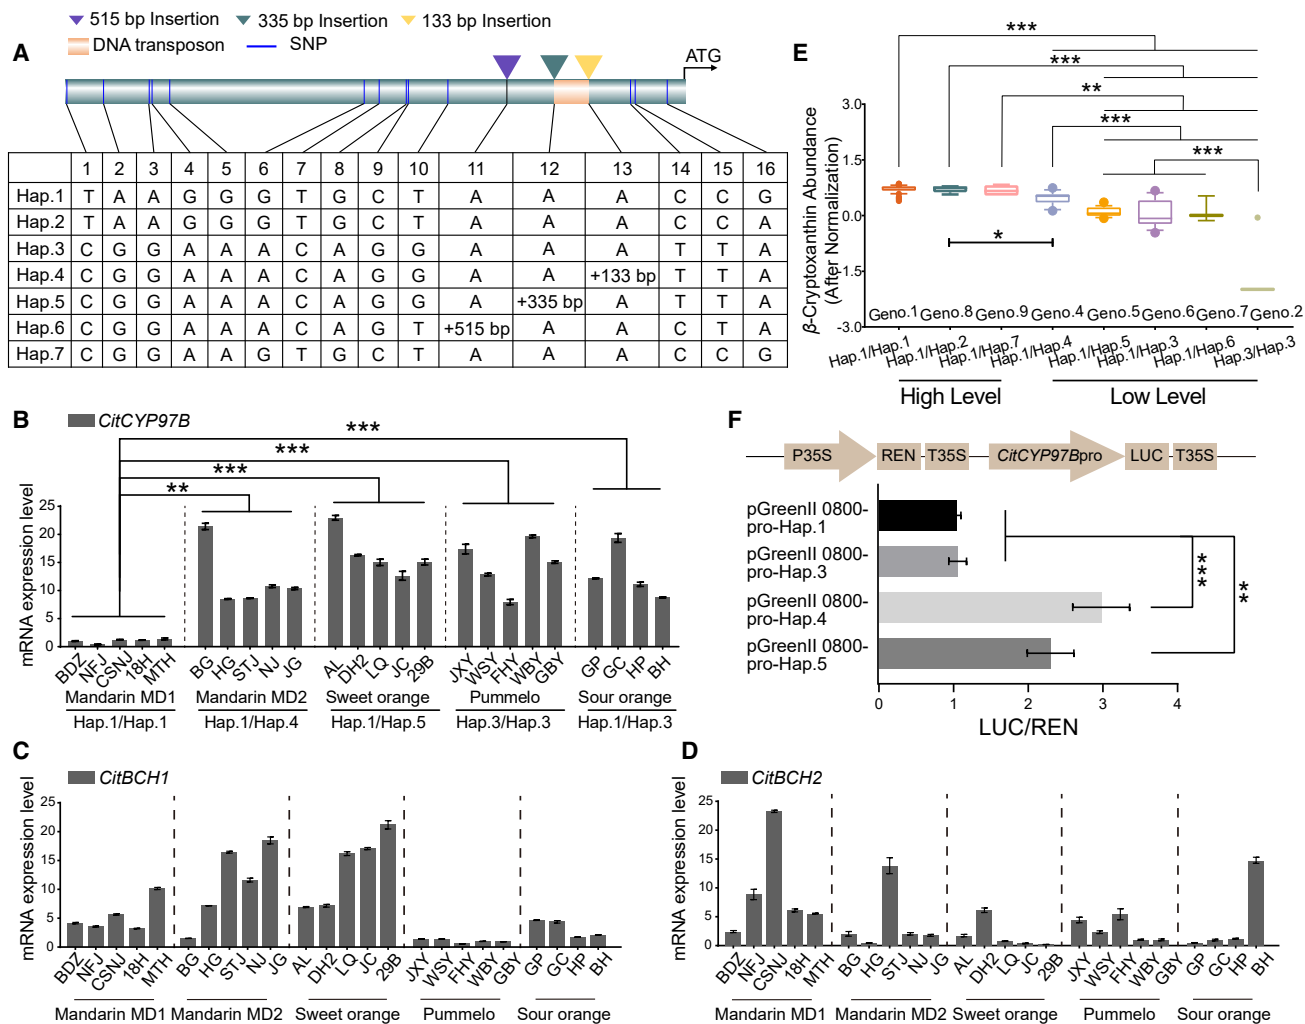 515 bp Insertion 335 bp Insertion 133 bp Insertion
DNA transposon SNP
A
ATG
1 2 3 4 5 6 7 8 9 10 11 12 13 14 15 16
Hap.1 T A A G G G T G C T A A A C C G
Hap.2 T A A G G G T G C T A A A C C A
Hap.3 C G G A A A C A G G A A A T T A
Hap.4 C G G A A A C A G G A A +133 bp T T A
Hap.5 C G G A A A C A G G A +335 bp A T T A
Hap.6 C G G A A A C A G T +515 bp A A C T A
Hap.7 C G G A A G T G C T A A A C C G
E
***
***
**
***
***
*
β-Cryptoxanthin Abundance
(After Normalization)
3.0
1.5
0.0
-1.5
-3.0
Geno.1 Geno.8 Geno.9 Geno.4 Geno.5 Geno.6 Geno.7 Geno.2
Hap.1/Hap.1 Hap.1/Hap.2 Hap.1/Hap.7 Hap.1/Hap.4 Hap.1/Hap.5 Hap.1/Hap.3 Hap.1/Hap.6 Hap.3/Hap.3
High Level Low Level
B
CitCYP97B
***
***
***
**
mRNA expression level
25
20
15
10
5
0
BDZ NFJ CSNJ 18H MTH BG HG STJ NJ JG AL DH2 LQ JC 29B JXY WSY FHY WBY GBY GP GC HP BH
Mandarin MD1 Mandarin MD2 Sweet orange Pummelo Sour orange
Hap.1/Hap.1 Hap.1/Hap.4 Hap.1/Hap.5 Hap.3/Hap.3 Hap.1/Hap.3
F
P35S REN T35S CitCYP97Bpro LUC T35S
pGreenII 0800-
pro-Hap.1
pGreenII 0800-
pro-Hap.3
pGreenII 0800-
pro-Hap.4
pGreenII 0800-
pro-Hap.5
***
**
0 1 2 3 4
LUC/REN
C
CitBCH1
mRNA expression level
25
20
15
10
5
0
BDZ NFJ CSNJ 18H MTH BG HG STJ NJ JG AL DH2 LQ JC 29B JXY WSY FHY WBY GBY GP GC HP BH
Mandarin MD1 Mandarin MD2 Sweet orange Pummelo Sour orange
D
CitBCH2
mRNA expression level
25
20
15
10
5
0
BDZ NFJ CSNJ 18H MTH BG HG STJ NJ JG AL DH2 LQ JC 29B JXY WSY FHY WBY GBY GP GC HP BH
Mandarin MD1 Mandarin MD2 Sweet orange Pummelo Sour orange